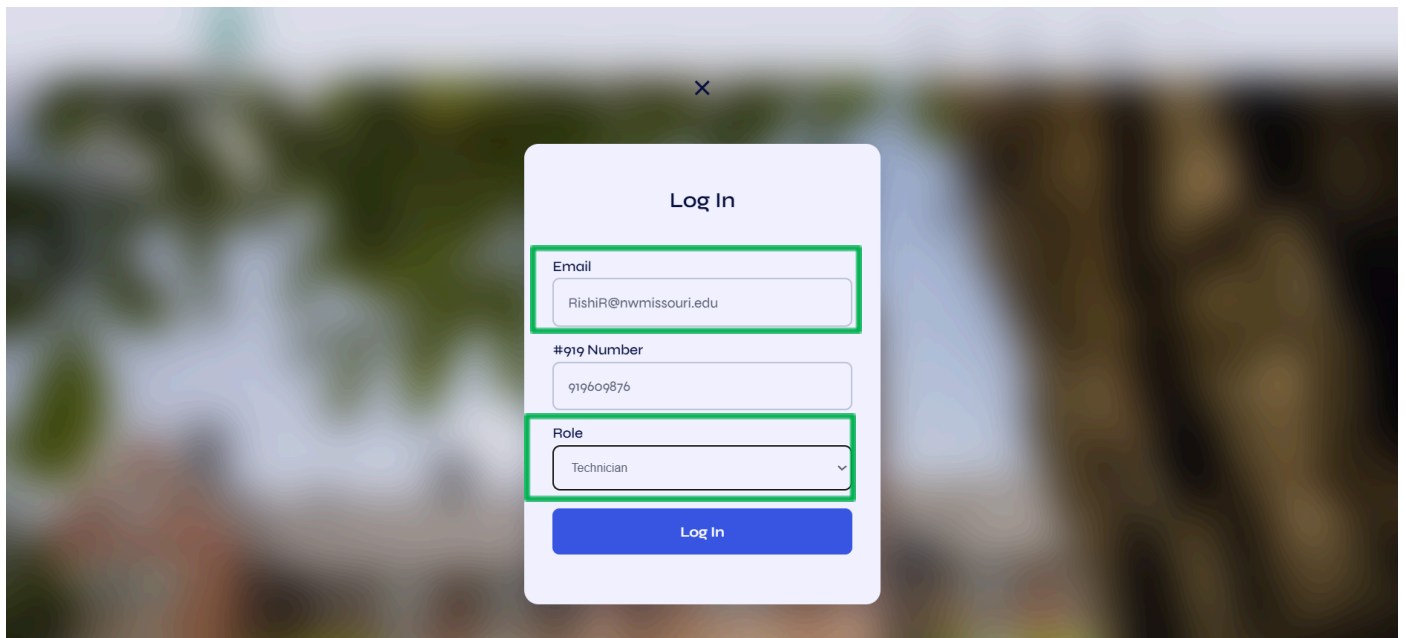 Log In
Email
RishiR@nwmissouri.edu
#919 Number
919609876
Role
Technician
Log In